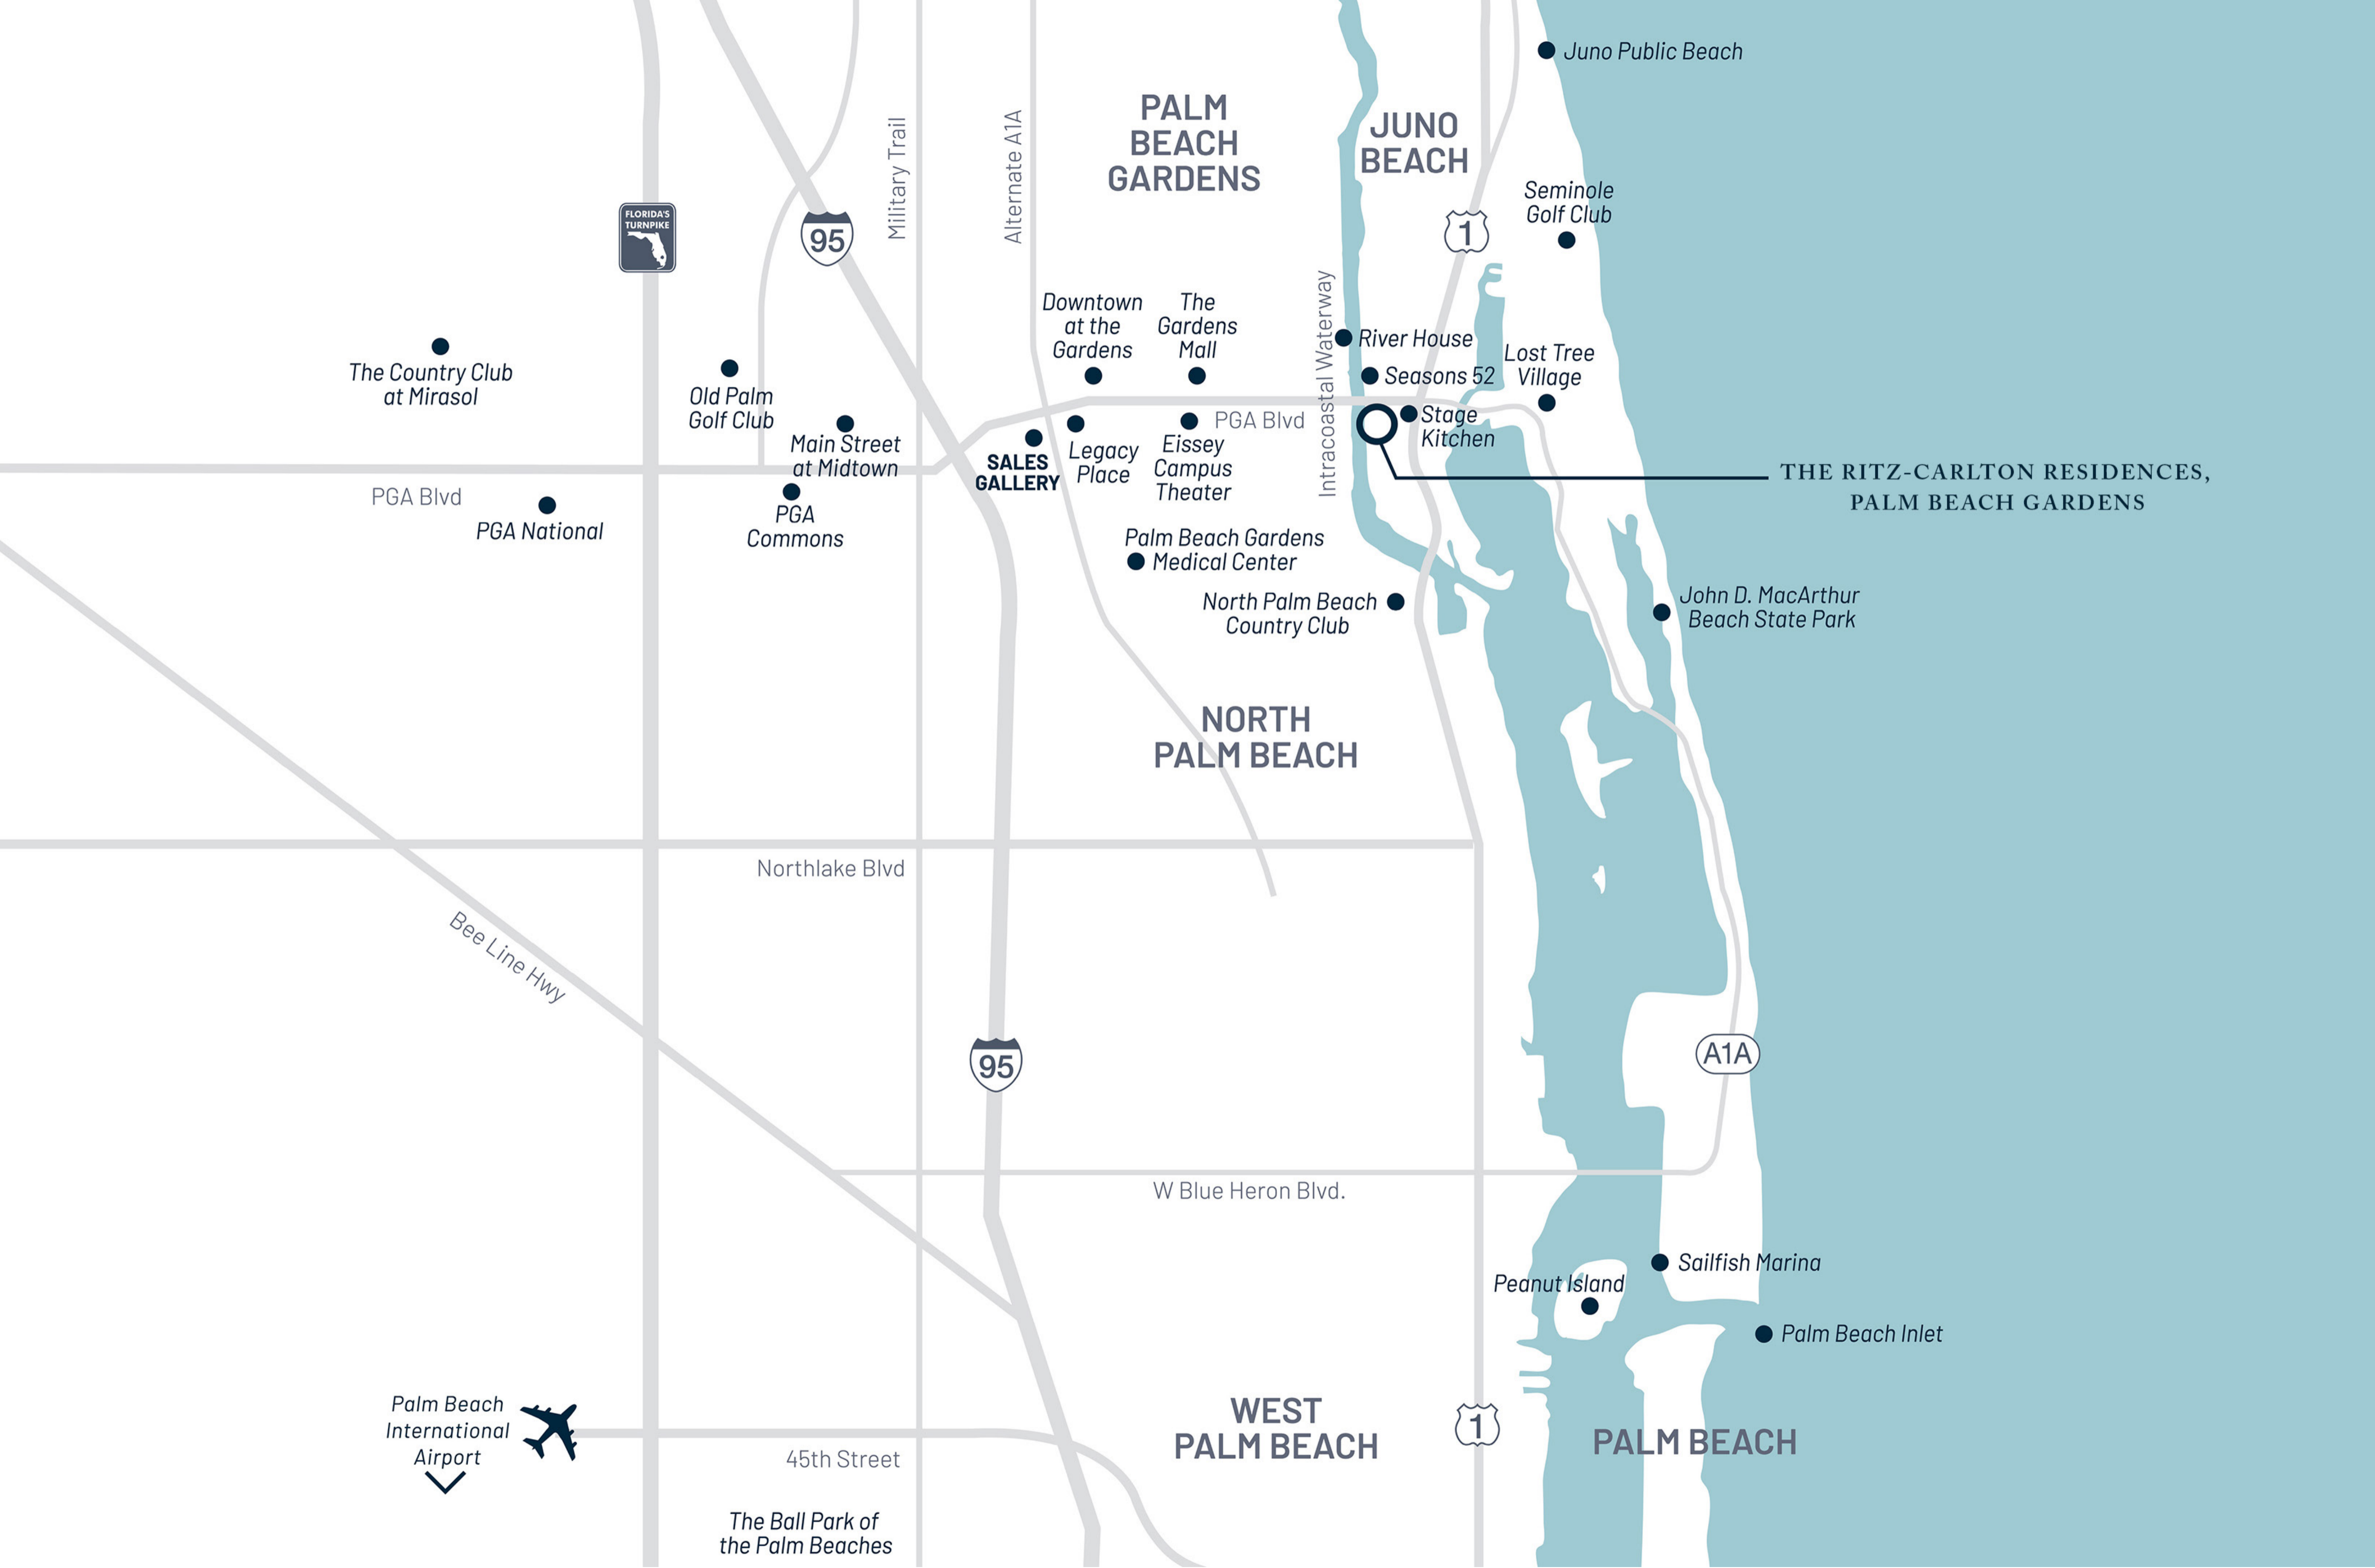 Juno Public Beach
PALM
BEACH
GARDENS
JUNO
BEACH
Military Trail
Alternate A1A
Seminole
Golf Club
FLORIDA'S
TURNPIKE
95
1
Downtown
at the
Gardens
The
Gardens
Mall
Intracoastal Waterway
River House
Lost Tree
Village
The Country Club
at Mirasol
Old Palm
Golf Club
Seasons 52
Main Street
at Midtown
SALES
GALLERY
Legacy
Place
Eissey
Campus
Theater
PGA Blvd
Stage
Kitchen
THE RITZ-CARLTON RESIDENCES,
PALM BEACH GARDENS
PGA Blvd
PGA National
PGA
Commons
Palm Beach Gardens
Medical Center
North Palm Beach
Country Club
John D. MacArthur
Beach State Park
NORTH
PALM BEACH
Northlake Blvd
Bee Line Hwy
95
A1A
W Blue Heron Blvd.
Sailfish Marina
Peanut Island
Palm Beach Inlet
Palm Beach
International
Airport
45th Street
WEST
PALM BEACH
1
PALM BEACH
The Ball Park of
the Palm Beaches